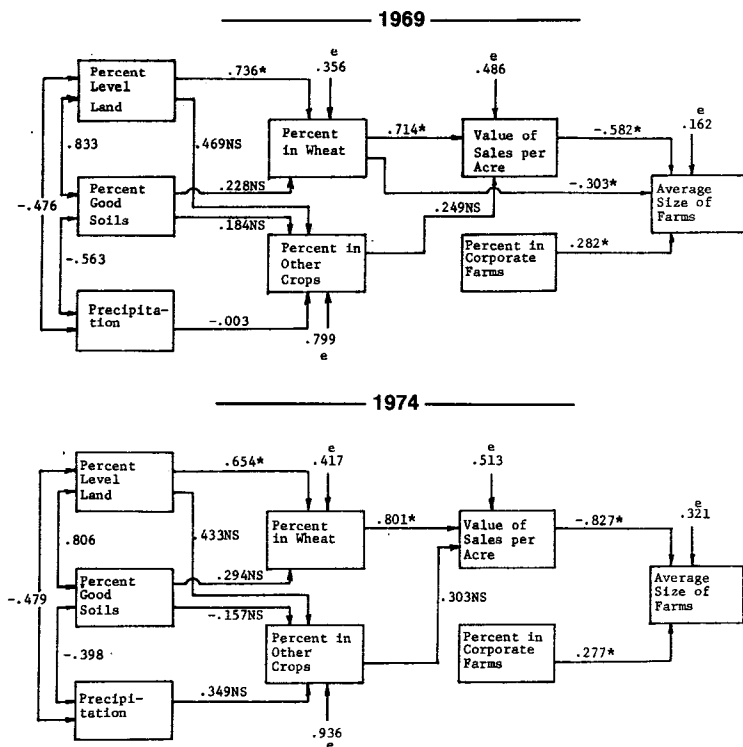 1969
Percent
Level
Land
.736*
e
.356
e
.486
.833
.469NS
Percent
in Wheat
.714*
Value of
Sales per
Acre
-.582*
e
.162
-.476
Percent
Good
Soils
.228NS
.184NS
-.303*
Average
Size of
Farms
.249NS
-.563
Percent in
Other
Crops
Percent in
Corporate
Farms
.282*
Precipita-
tion
-.003
.799
e
1974
Percent
Level
Land
.654*
e
.417
e
.513
.806
.433NS
Percent
in Wheat
.801*
Value of
Sales per
Acre
-.827*
e
.321
-.479
Percent
Good
Soils
.294NS
-.157NS
.303NS
Average
Size of
Farms
-.398
Percent in
Other
Crops
Percent in
Corporate
Farms
.277*
Precipi-
tation
.349NS
.936
e